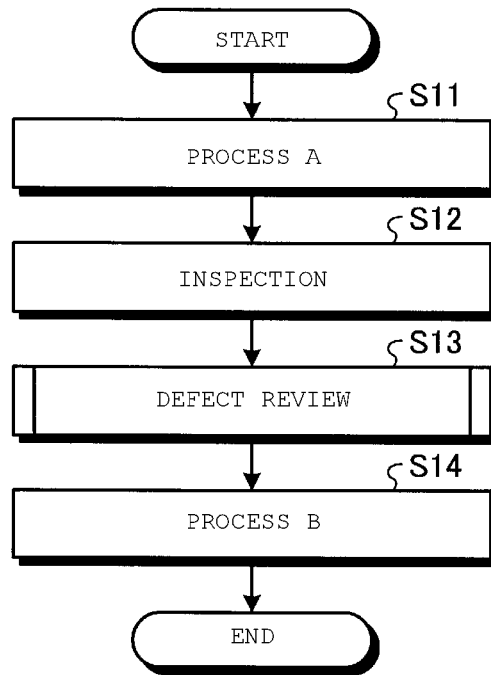 START
S11
PROCESS A
S12
INSPECTION
S13
DEFECT REVIEW
S14
PROCESS B
END